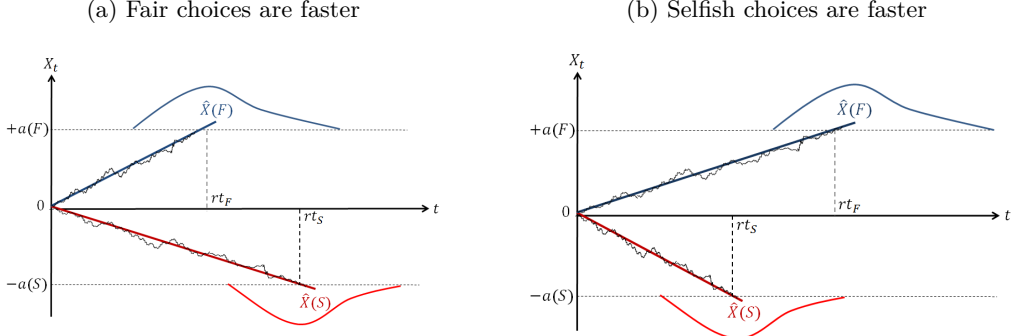 (a) Fair choices are faster
X_t
X̂(F)
+a(F)
rt_F
0
t
rt_S
−a(S)
X̂(S)
(b) Selfish choices are faster
X_t
X̂(F)
+a(F)
rt_F
0
t
rt_S
−a(S)
X̂(S)